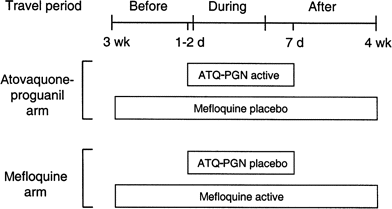 Travel period Before During After
3 wk 1-2 d 7 d 4 wk
Atovaquone-
proguanil
arm
ATQ-PGN active
Mefloquine placebo
Mefloquine
arm
ATQ-PGN placebo
Mefloquine active